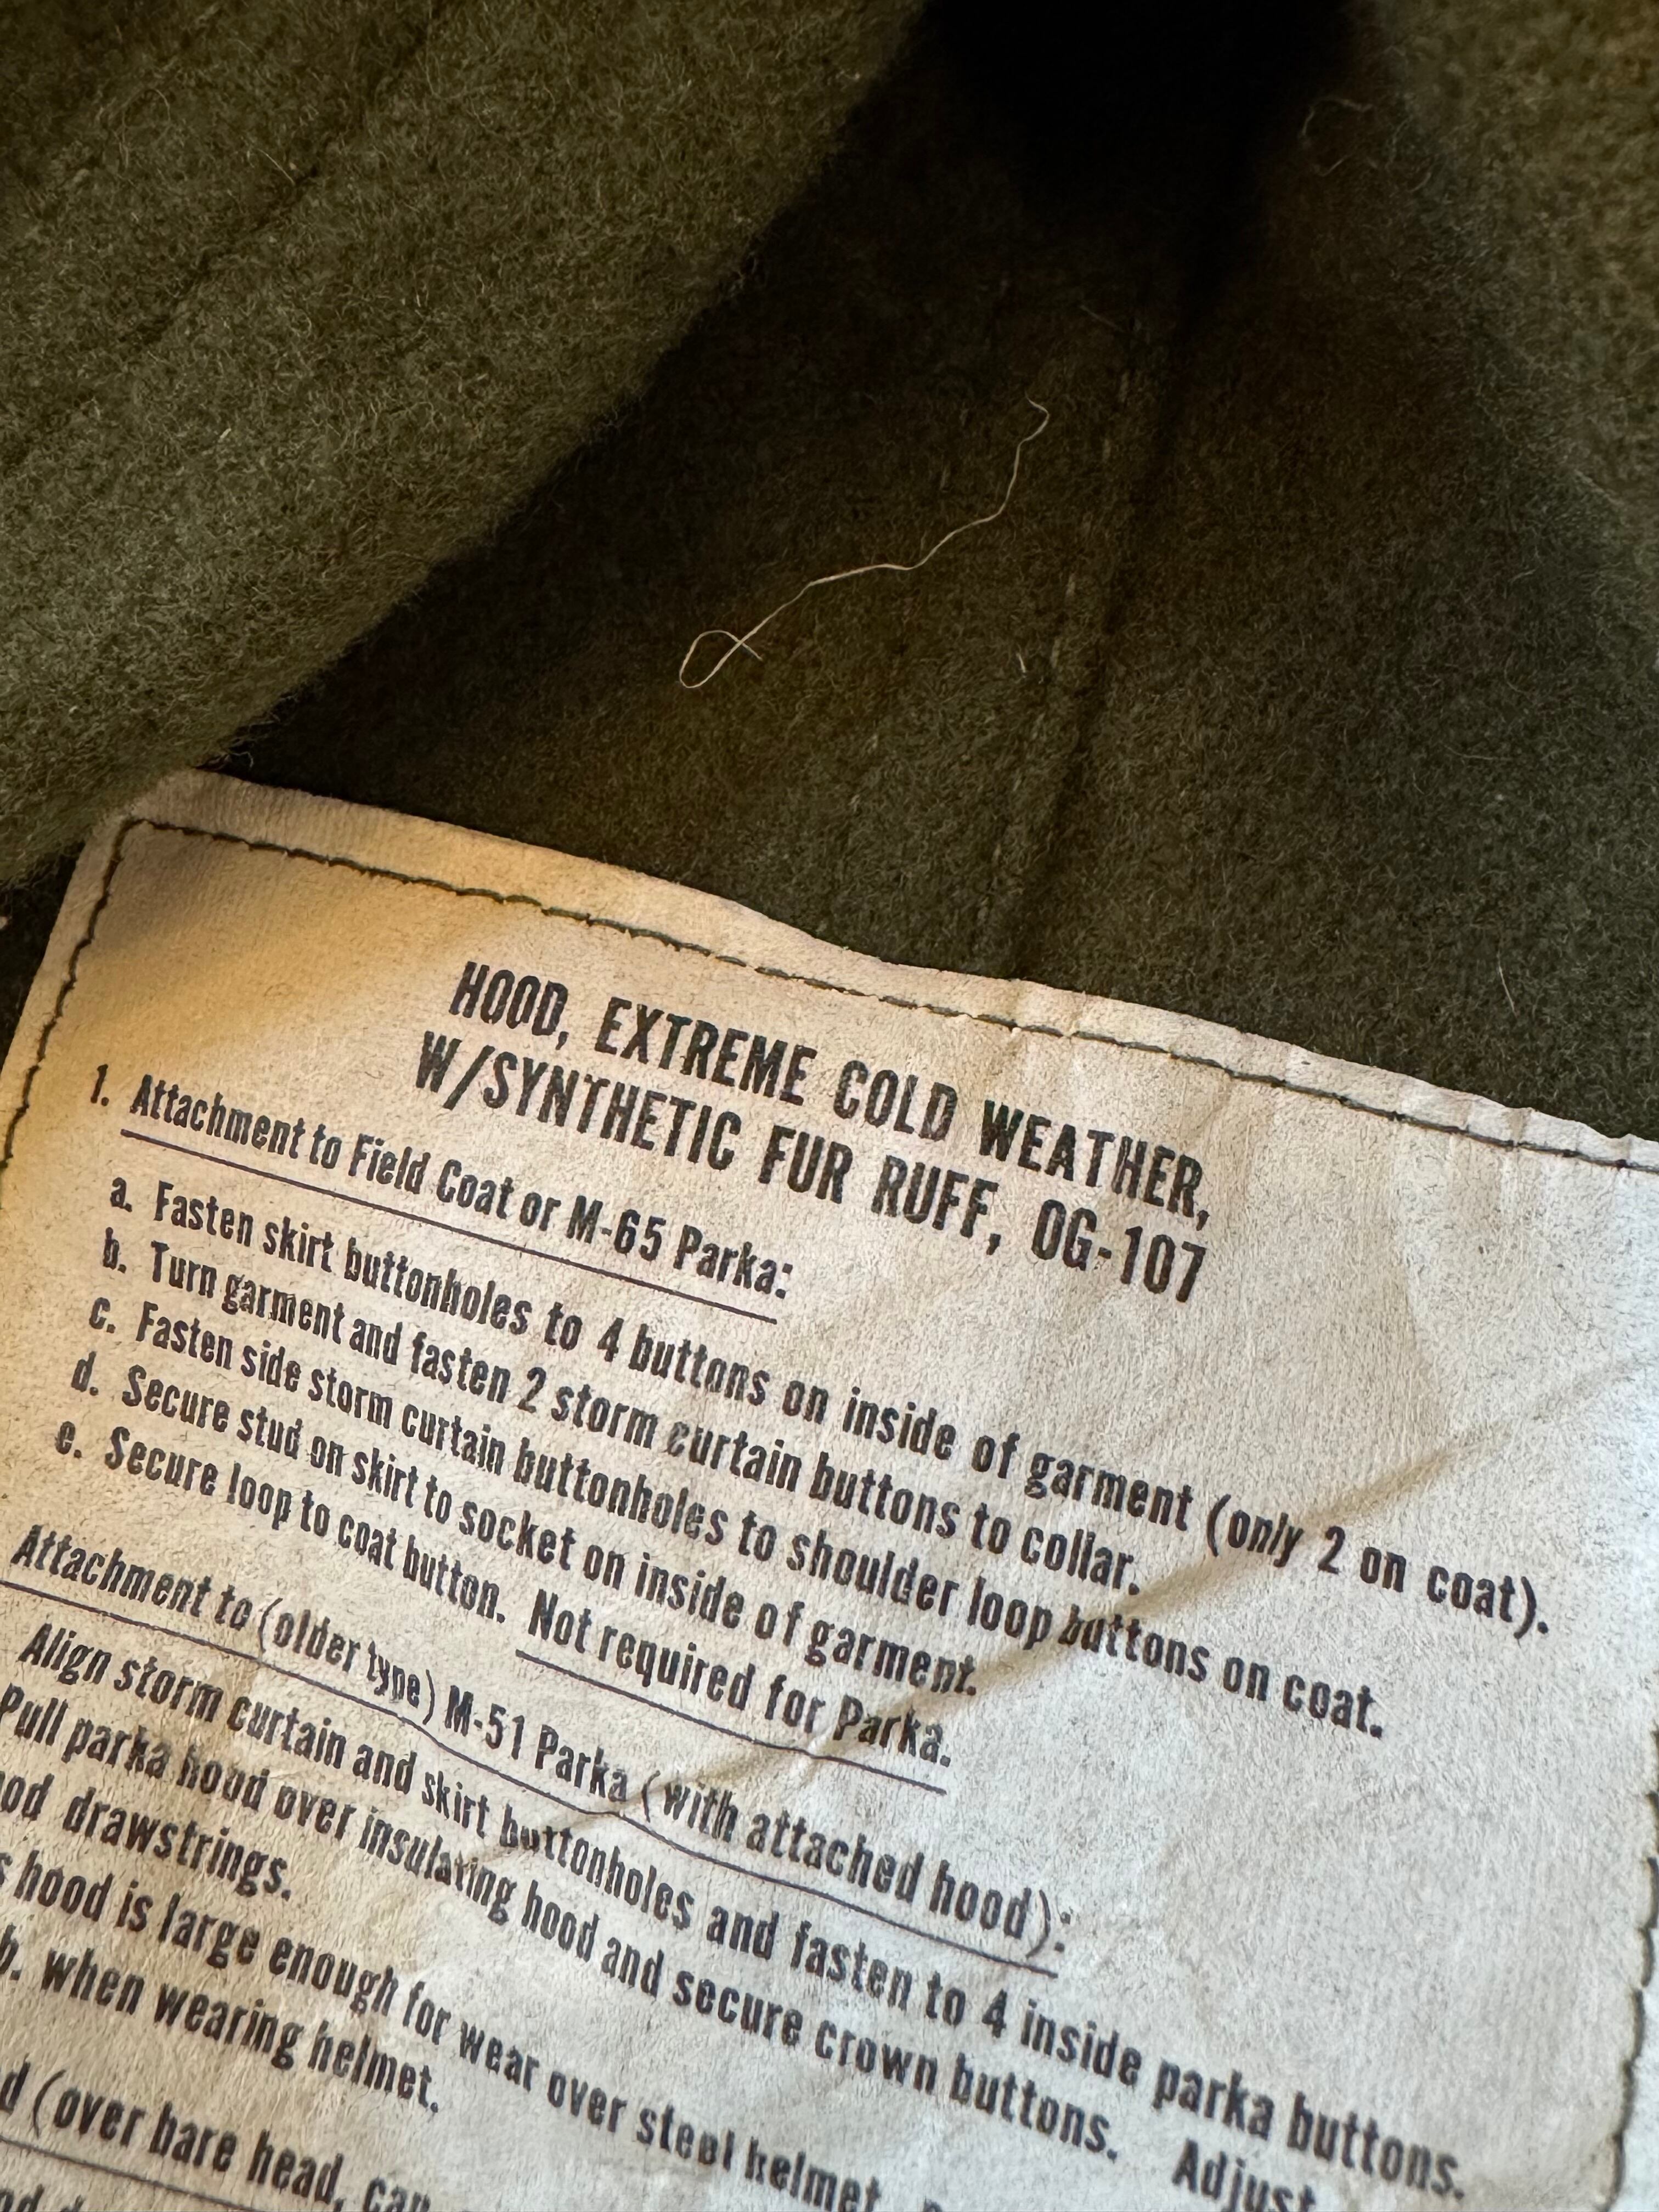 HOOD, EXTREME COLD WEATHER,
W/SYNTHETIC FUR RUFF, OG-107
1. Attachment to Field Coat or M-65 Parka:
a. Fasten skirt buttonholes to 4 buttons on inside of garment (only 2 on coat).
b. Turn garment and fasten 2 storm curtain buttons to collar.
c. Fasten side storm curtain buttonholes to shoulder loop buttons on coat.
d. Secure stud on skirt to socket on inside of garment.
e. Secure loop to coat button. Not required for Parka.
Attachment to (older type) M-51 Parka (with attached hood):
Align storm curtain and skirt buttonholes and fasten to 4 inside parka buttons.
Pull parka hood over insulating hood and secure crown buttons. Adjust
drawstrings.
hood is large enough for wear over steel helmet.
b. when wearing helmet.
(over bare head,